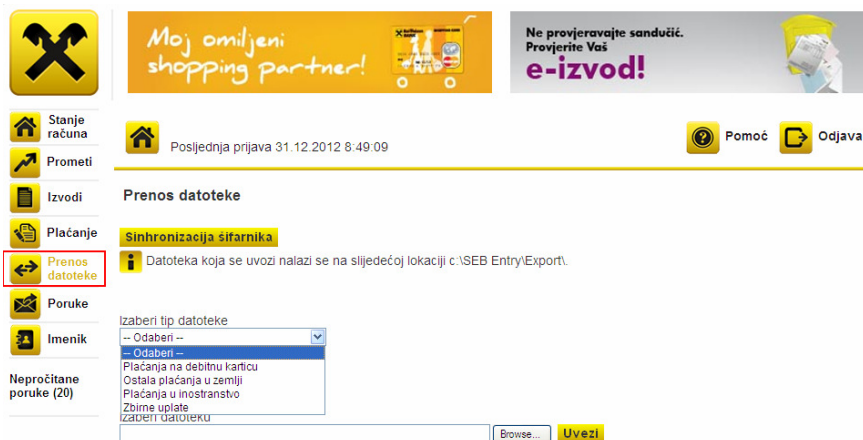 Moj omiljeni
shopping partner!
Ne provjeravajte sandučić.
Provjerite Vaš
e-izvod!
Stanje
računa
Prometi
Izvodi
Plaćanje
Prenos
datoteke
Poruke
Imenik
Nepročitane
poruke (20)
Posljednja prijava 31.12.2012 8:49:09
Pomoć
Odjava
Prenos datoteke
Sinhronizacija šifarnika
Datoteka koja se uvozi nalazi se na slijedećoj lokaciji c:\SEB Entry\Export\.
Izaberi tip datoteke
-- Odaberi --
-- Odaberi --
Plaćanja na debitnu karticu
Ostala plaćanja u zemlji
Plaćanja u inostranstvo
Zbirne uplate
Izaberi datoteku
Browse...
Uvezi